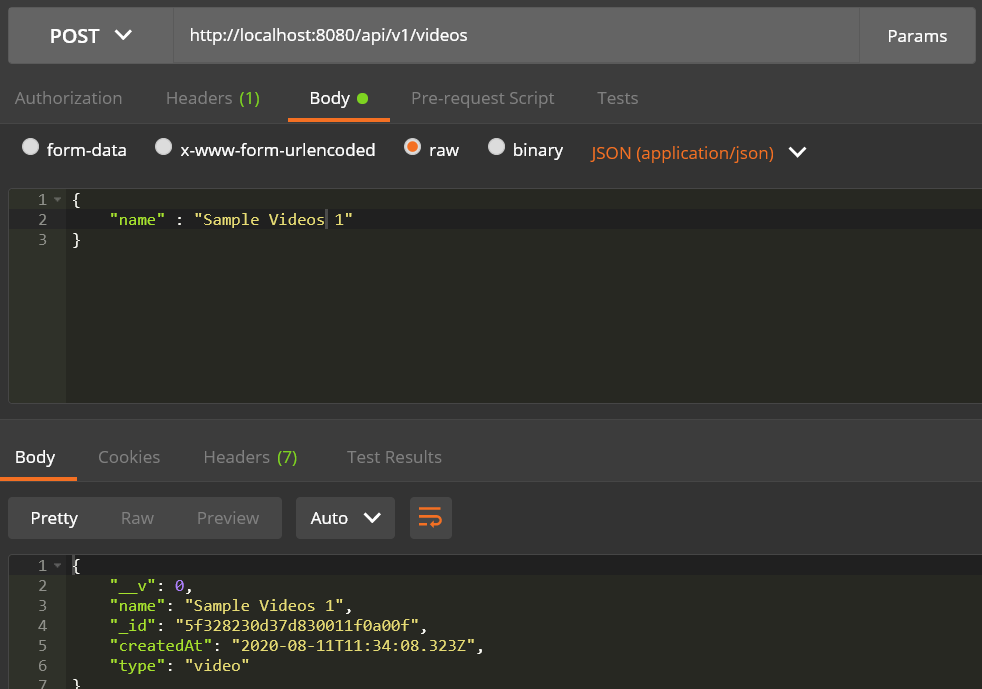 POST http://localhost:8080/api/v1/videos Params
Authorization Headers (1) Body Pre-request Script Tests
form-data x-www-form-urlencoded raw binary JSON (application/json)
1 {
2 "name" : "Sample Videos 1"
3 }
Body Cookies Headers (7) Test Results
Pretty Raw Preview Auto
1 {
2 "__v": 0,
3 "name": "Sample Videos 1",
4 "_id": "5f328230d37d830011f0a00f",
5 "createdAt": "2020-08-11T11:34:08.323Z",
6 "type": "video"
7 }